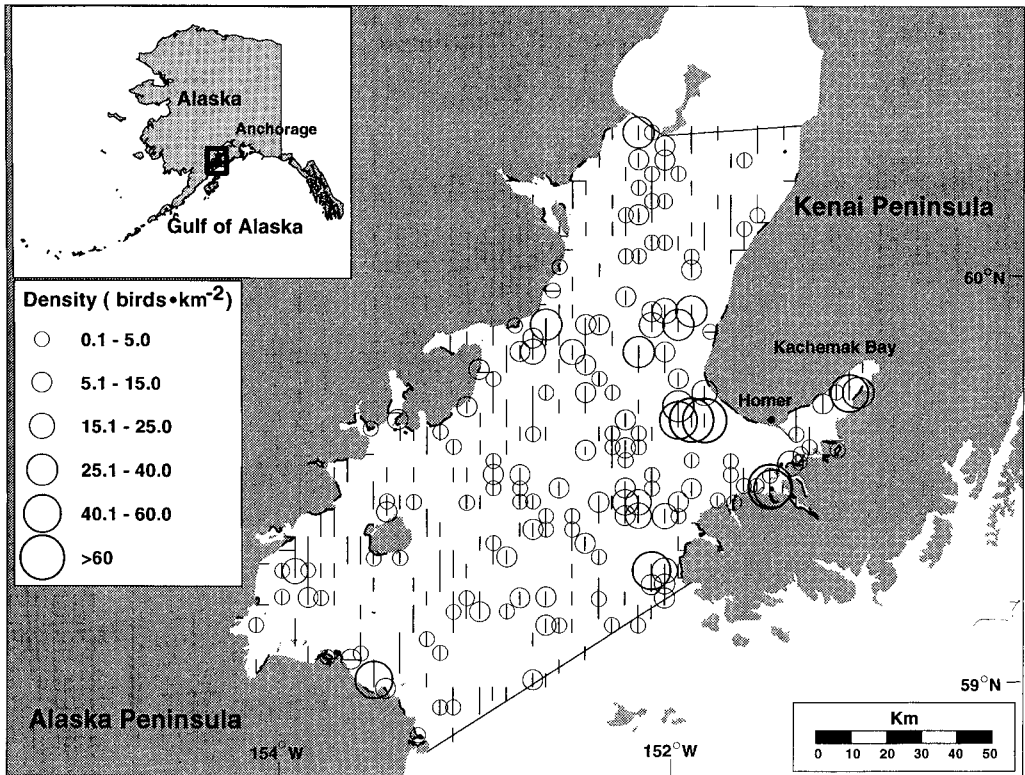 Alaska
Anchorage
Gulf of Alaska
Kenai Peninsula
60°N
Density ( birds•km-2)
0.1 - 5.0
5.1 - 15.0
15.1 - 25.0
25.1 - 40.0
40.1 - 60.0
>60
Kachemak Bay
Homer
59°N
Alaska Peninsula
154°W
152°W
Km
0 10 20 30 40 50